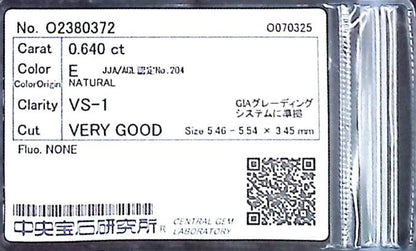 No. O2380372 O070325
Carat 0.640 ct
Color E JJA/AGL認定No.204
ColorOrigin NATURAL
Clarity VS-1 GIAグレーディング
システムに準拠
Cut VERY GOOD Size 5.46 - 5.54 × 3.45 mm
Fluo. NONE
中央宝石研究所® CENTRAL GEM
LABORATORY